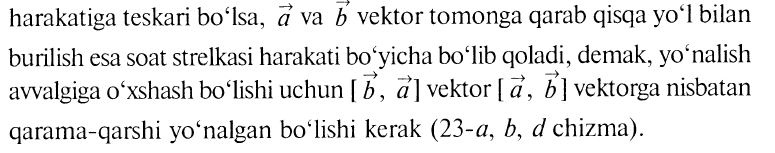 harakatiga teskari bo‘lsa, a⃗ va b⃗ vektor tomonga qarab qisqa yo‘l bilan
burilish esa soat strelkasi harakati bo‘yicha bo‘lib qoladi, demak, yo‘nalish
avvalgiga o‘xshash bo‘lishi uchun [b⃗, a⃗] vektor [a⃗, b⃗] vektorga nisbatan
qarama-qarshi yo‘nalgan bo‘lishi kerak (23-a, b, d chizma).